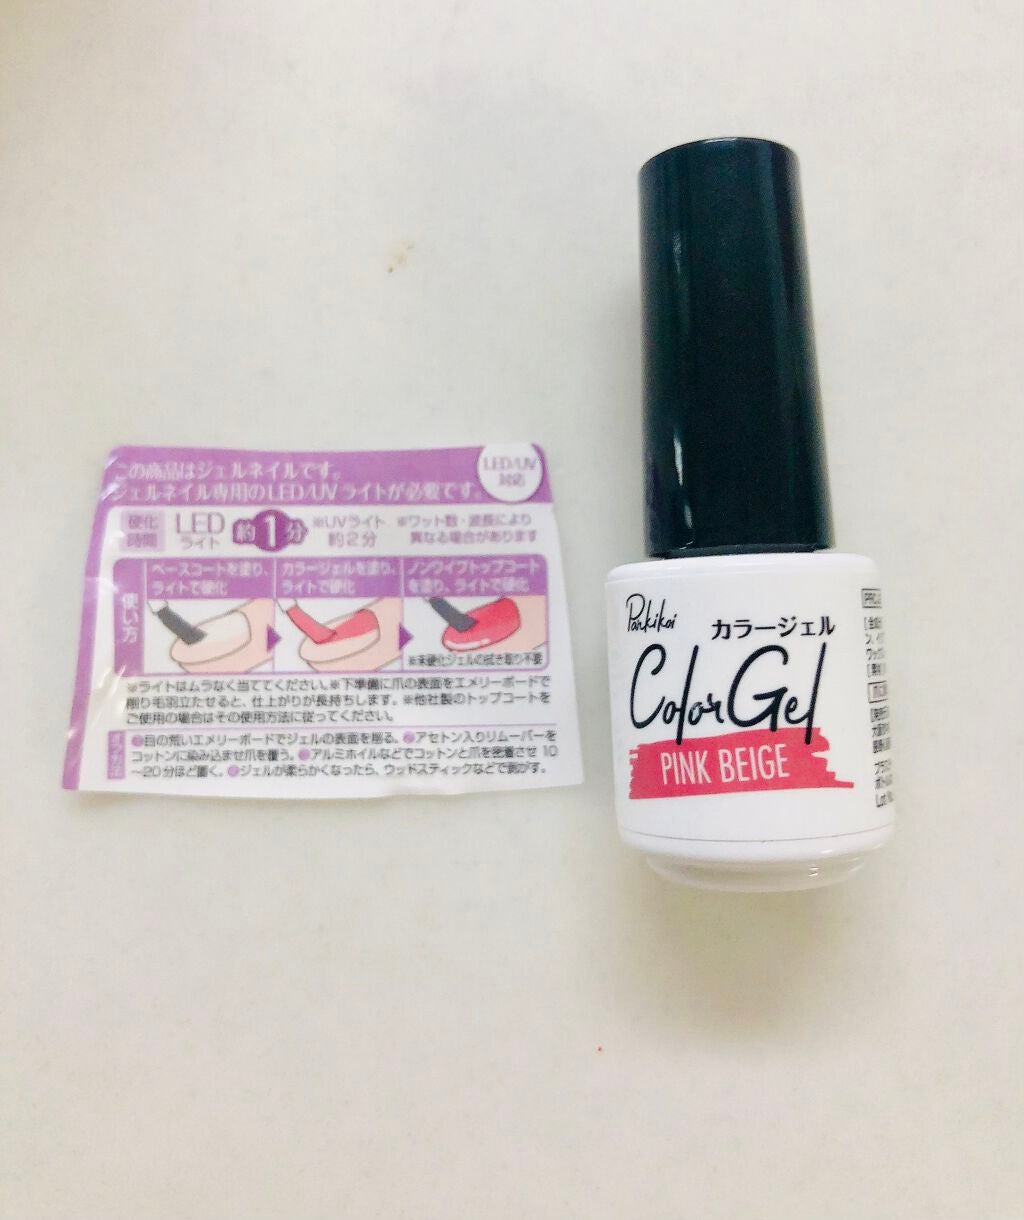 この商品はジェルネイルです。
ジェルネイル専用のLED/UVライトが必要です。
LED/UV
対応
硬化
時間
LED
ライト
約1分
※UVライト
約2分
※ワット数・波長により
異なる場合があります
使い方
ベースコートを塗り、
ライトで硬化
カラージェルを塗り、
ライトで硬化
ノンワイプトップコート
を塗り、ライトで硬化
※未硬化ジェルの拭き取り不要
※ライトはムラなく当ててください。※下準備に爪の表面をエメリーボードで
削り毛羽立たせると、仕上がりが長持ちします。※他社製のトップコートを
ご使用の場合はその使用方法に従ってください。
オフ方法
❶目の荒いエメリーボードでジェルの表面を削る。❷アセトン入りリムーバーを
コットンに染み込ませ爪を覆う。❸アルミホイルなどでコットンと爪を密着させ 10
～20分ほど置く。❹ジェルが柔らかくなったら、ウッドスティックなどで剥がす。
Parkikoi
カラージェル
Color Gel
PINK BEIGE
Lot